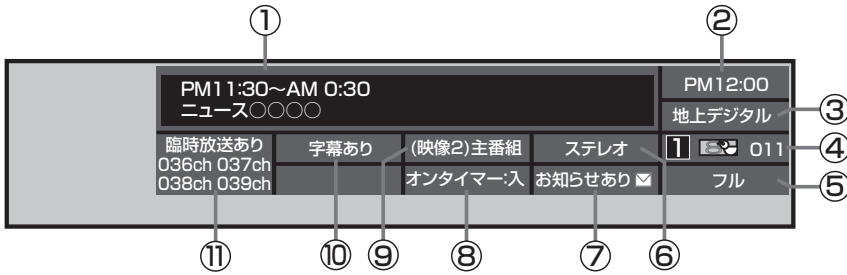 ① ②
PM11:30～AM 0:30
ニュース○○○○
PM12:00
地上デジタル ③
臨時放送あり
036ch 037ch
038ch 039ch
字幕あり
(映像2)主番組
ステレオ
1 011 ④
オンタイマー:入
お知らせあり
フル ⑤
⑪ ⑩ ⑨ ⑧ ⑦ ⑥